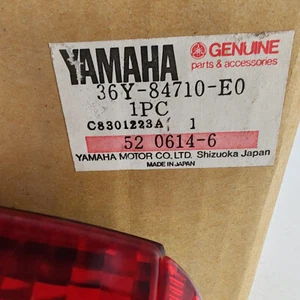 YAMAHA
GENUINE
parts & accessories
36Y-84710-E0
1PC
C8301223A 1
52 0614-6
YAMAHA MOTOR CO., LTD. Shizuoka Japan
MADE IN JAPAN